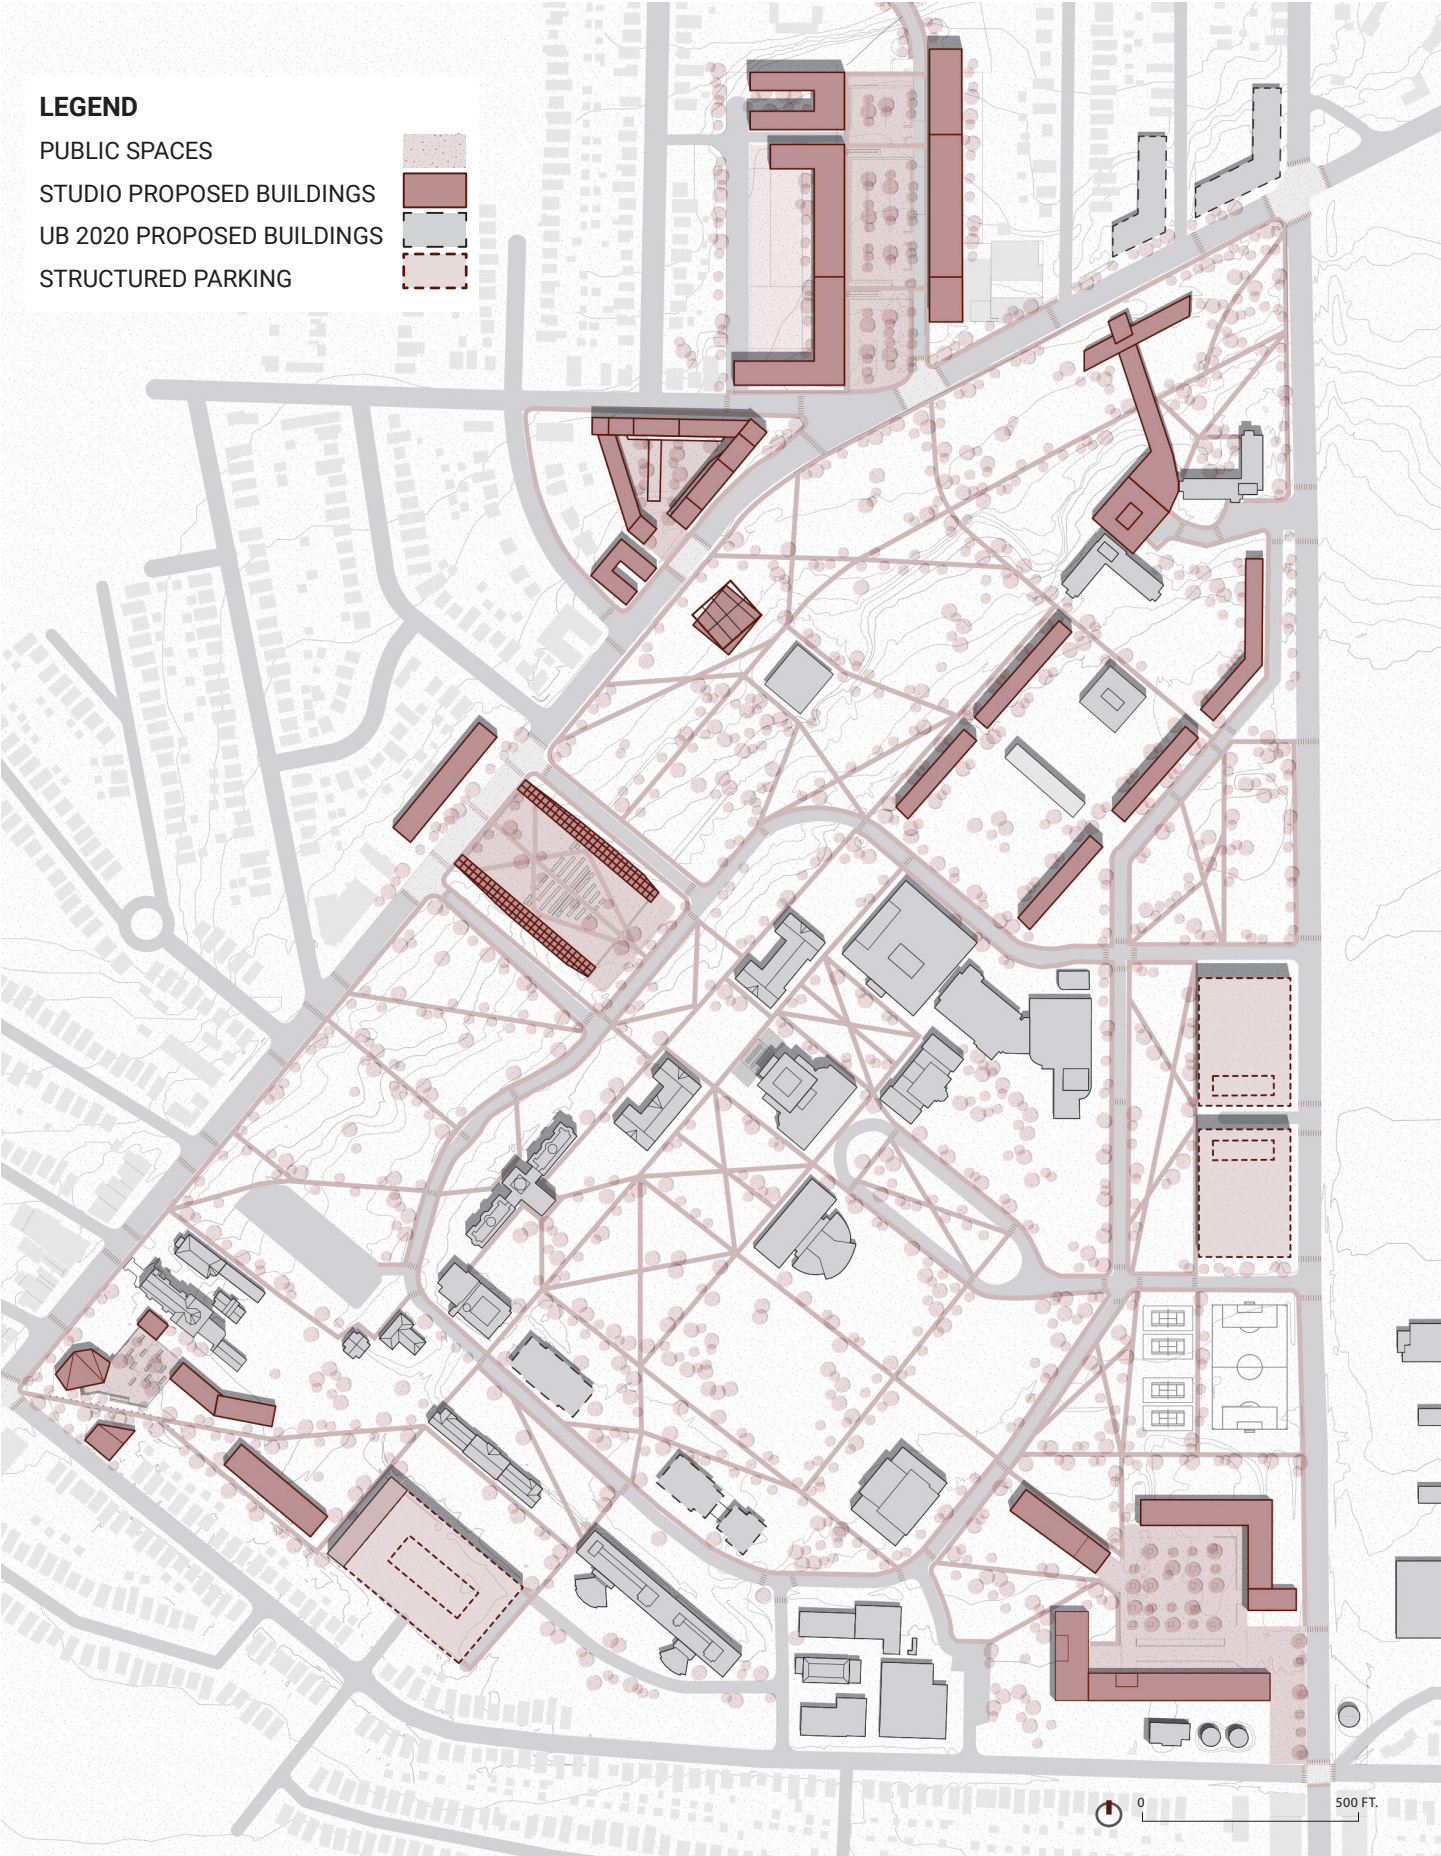 LEGEND
PUBLIC SPACES
STUDIO PROPOSED BUILDINGS
UB 2020 PROPOSED BUILDINGS
STRUCTURED PARKING
0 500 FT.